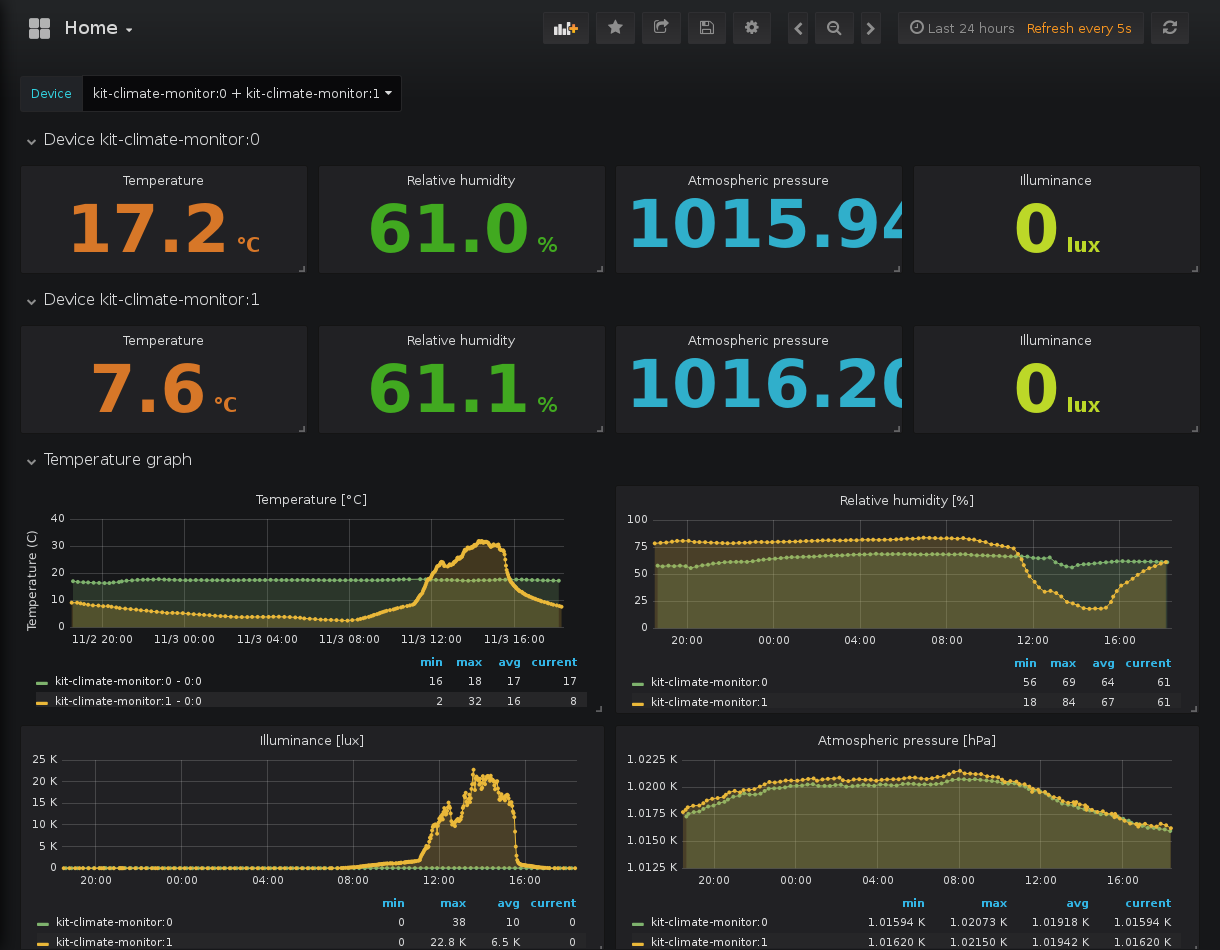 Home
Last 24 hours Refresh every 5s
Device kit-climate-monitor:0 + kit-climate-monitor:1
Device kit-climate-monitor:0
Temperature Relative humidity Atmospheric pressure Illuminance
17.2 °C 61.0 % 1015.94 0 lux
Device kit-climate-monitor:1
Temperature Relative humidity Atmospheric pressure Illuminance
7.6 °C 61.1 % 1016.20 0 lux
Temperature graph
Temperature [°C]
Temperature (C)
40
30
20
10
0
11/2 20:00 11/3 00:00 11/3 04:00 11/3 08:00 11/3 12:00 11/3 16:00
min max avg current
kit-climate-monitor:0 - 0:0 16 18 17 17
kit-climate-monitor:1 - 0:0 2 32 16 8
Relative humidity [%]
100
75
50
25
0
20:00 00:00 04:00 08:00 12:00 16:00
min max avg current
kit-climate-monitor:0 56 69 64 61
kit-climate-monitor:1 18 84 67 61
Illuminance [lux]
25 K
20 K
15 K
10 K
5 K
0
20:00 00:00 04:00 08:00 12:00 16:00
min max avg current
kit-climate-monitor:0 0 38 10 0
kit-climate-monitor:1 0 22.8 K 6.5 K 0
Atmospheric pressure [hPa]
1.0225 K
1.0200 K
1.0175 K
1.0150 K
1.0125 K
20:00 00:00 04:00 08:00 12:00 16:00
min max avg current
kit-climate-monitor:0 1.01594 K 1.02073 K 1.01918 K 1.01594 K
kit-climate-monitor:1 1.01620 K 1.02150 K 1.01942 K 1.01620 K